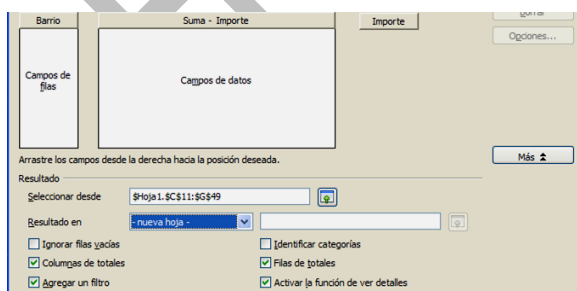 Barrio Suma - Importe Importe Borrar
Opciones...
Campos de filas Campos de datos
Arrastre los campos desde la derecha hacia la posición deseada. Más
Resultado
Seleccionar desde $Hoja1.$C$11:$G$49
Resultado en - nueva hoja -
Ignorar filas vacías Identificar categorías
Columnas de totales Filas de totales
Agregar un filtro Activar la función de ver detalles